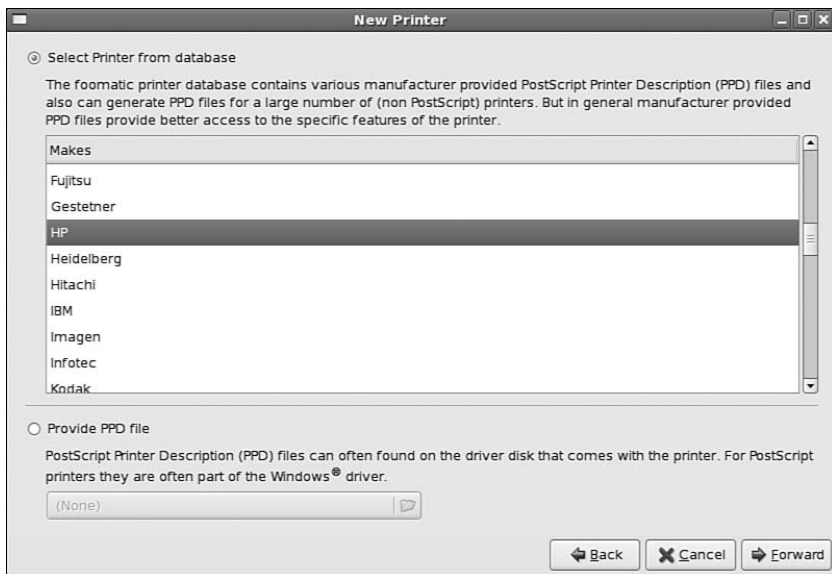 New Printer
Select Printer from database
The foomatic printer database contains various manufacturer provided PostScript Printer Description (PPD) files and
also can generate PPD files for a large number of (non PostScript) printers. But in general manufacturer provided
PPD files provide better access to the specific features of the printer.
Makes
Fujitsu
Gestetner
HP
Heidelberg
Hitachi
IBM
Imagen
Infotec
Kodak
Provide PPD file
PostScript Printer Description (PPD) files can often found on the driver disk that comes with the printer. For PostScript
printers they are often part of the Windows® driver.
(None)
Back Cancel Forward